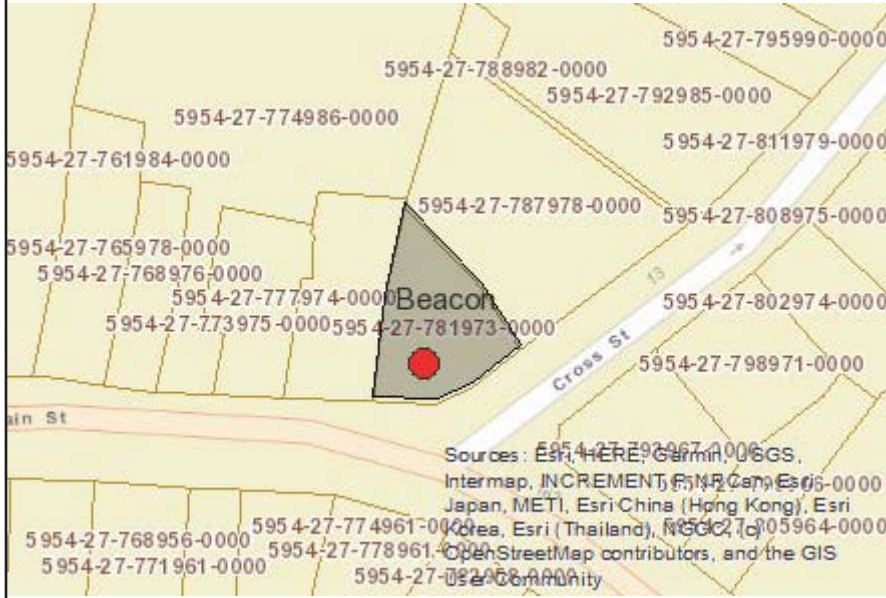 5954-27-795990-0000
5954-27-788982-0000
5954-27-792985-0000
5954-27-774986-0000
5954-27-811979-0000
5954-27-761984-0000
5954-27-787978-0000
5954-27-808975-0000
5954-27-765978-0000
5954-27-768976-0000
13
5954-27-777974-0000
Beacon
5954-27-802974-0000
5954-27-773975-0000
5954-27-781973-0000
Cross St
5954-27-798971-0000
ain St
Sources: Esri, HERE, Garmin, USGS,
Intermap, INCREMENT P, NRCan, Esri
Japan, METI, Esri China (Hong Kong), Esri
Korea, Esri (Thailand), NGCC, (c)
OpenStreetMap contributors, and the GIS
User Community
5954-27-805964-0000
5954-27-774961-0000
5954-27-768956-0000
5954-27-778961-0000
5954-27-771961-0000